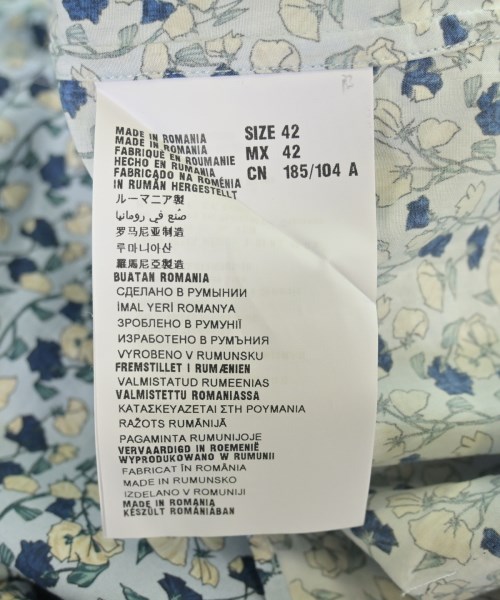 MADE IN ROMANIA
MADE IN ROMANIA
FABRIQUÉ EN ROUMANIE
HECHO EN RUMANIA
FABRICADO NA ROMÉNIA
IN RUMÄN HERGESTELLT
ルーマニア製
صنع في رومانيا
罗马尼亚制造
루마니아산
羅馬尼亞製造
BUATAN ROMANIA
СДЕЛАНО В РУМЫНИИ
İMAL YERİ ROMANYA
ЗРОБЛЕНО В РУМУНІЇ
ИЗРАБОТЕНО В РУМЪНИЯ
VYROBENO V RUMUNSKU
FREMSTILLET I RUMÆNIEN
VALMISTATUD RUMEENIAS
VALMISTETTU ROMANIASSA
ΚΑΤΑΣΚΕΥΑΖΕΤΑΙ ΣΤΗ ΡΟΥΜΑΝΙΑ
RAŽOTS RUMĀNIJĀ
PAGAMINTA RUMUNIJOJE
VERVAARDIGD IN ROEMENIË
WYPRODUKOWANO W RUMUNII
FABRICAT ÎN ROMÂNIA
MADE IN RUMUNSKO
IZDELANO V ROMUNIJI
MADE IN ROMANIA
KÉSZÜLT ROMÁNIÁBAN
SIZE 42
MX 42
CN 185/104 A